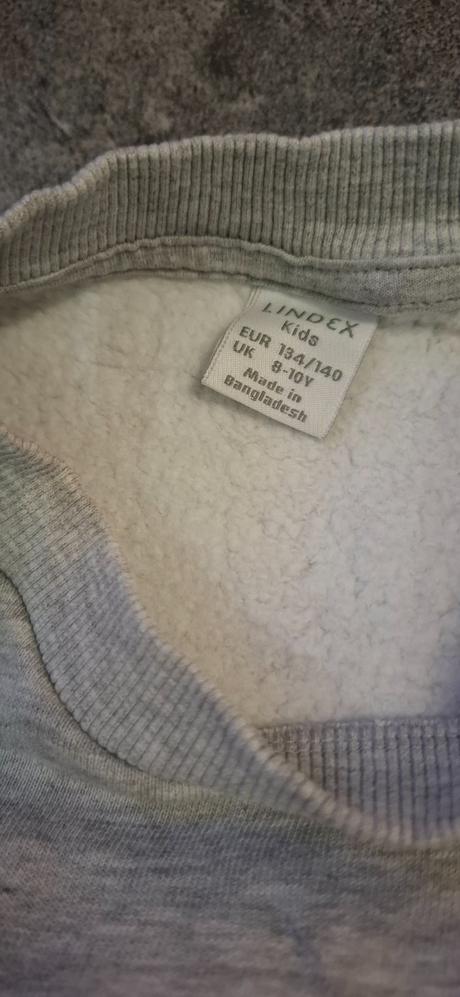 LINDEX
Kids
EUR 134/140
UK 8-10Y
Made in
Bangladesh